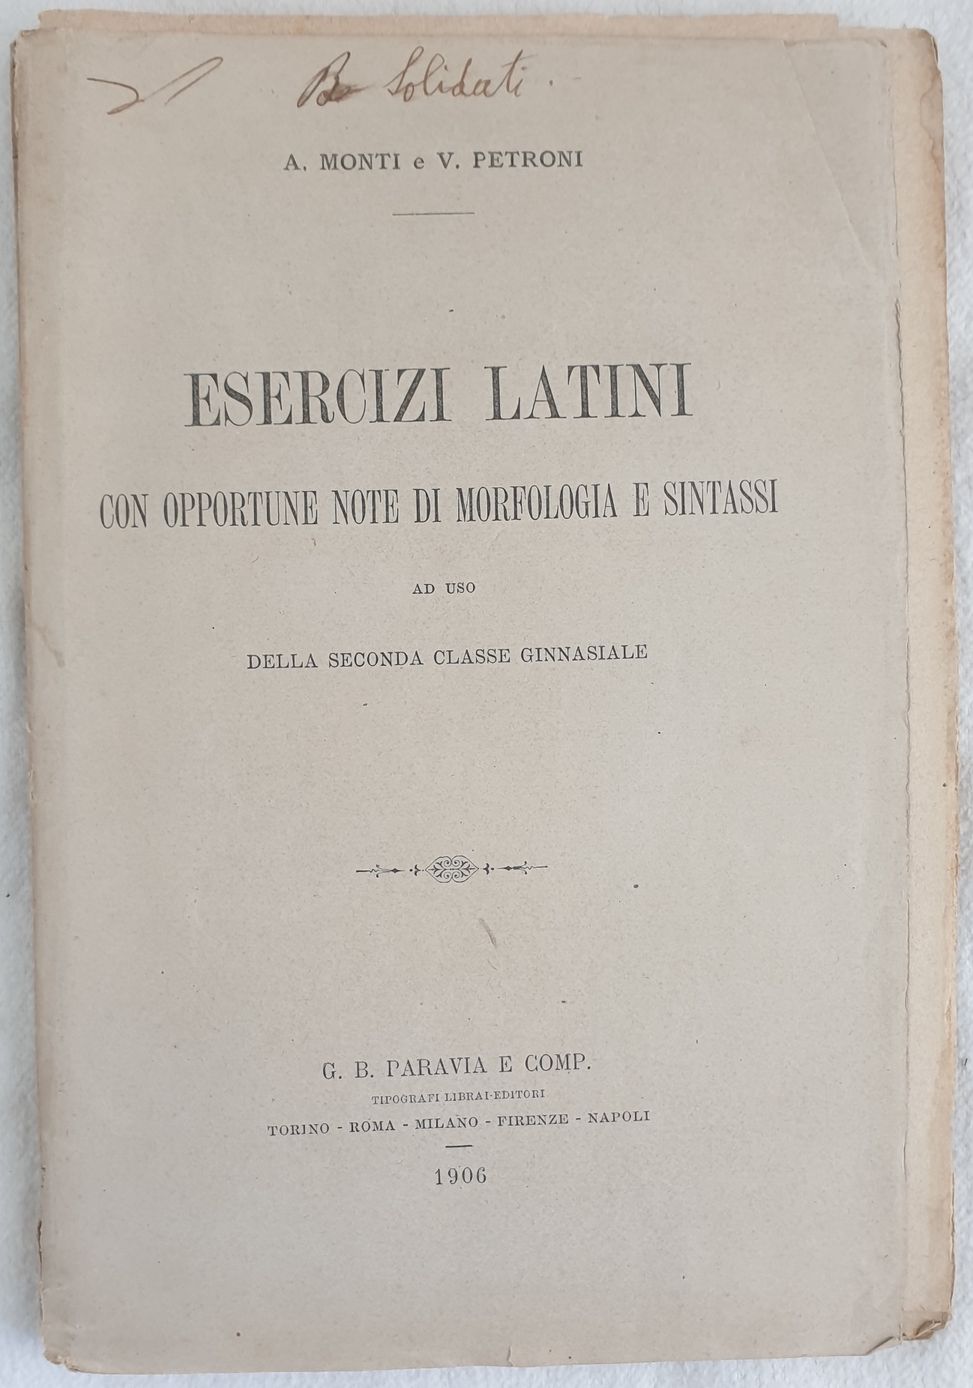 B Solidati.
A. MONTI e V. PETRONI
ESERCIZI LATINI
CON OPPORTUNE NOTE DI MORFOLOGIA E SINTASSI
AD USO
DELLA SECONDA CLASSE GINNASIALE
G. B. PARAVIA E COMP.
TIPOGRAFI LIBRAI-EDITORI
TORINO - ROMA - MILANO - FIRENZE - NAPOLI
1906